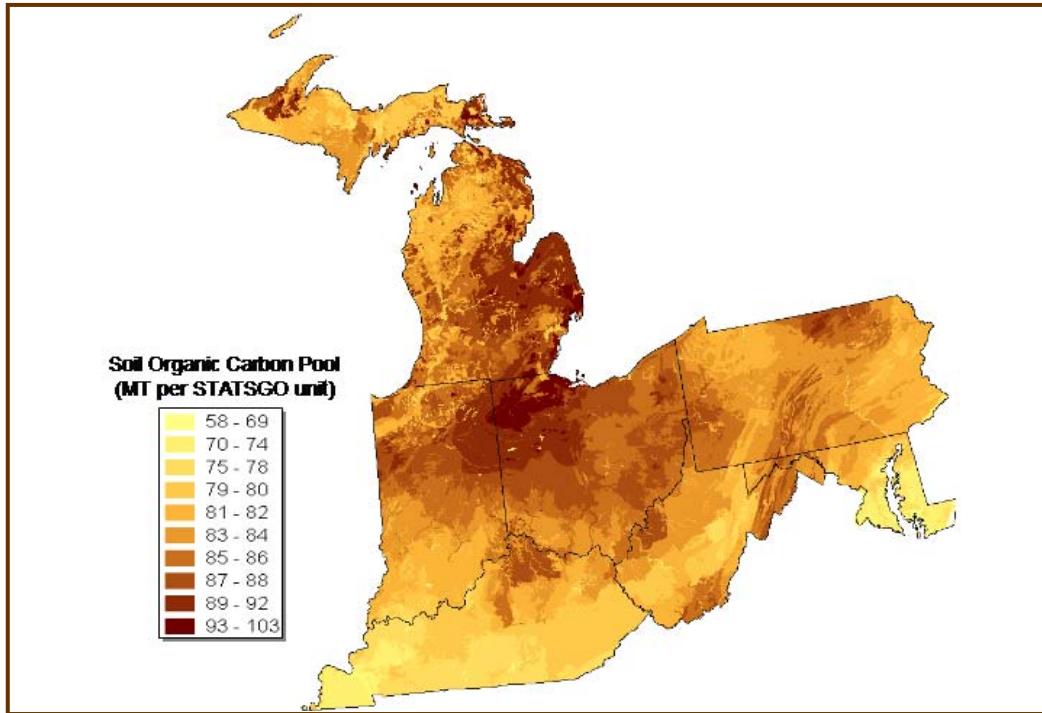 Soil Organic Carbon Pool
(MT per STATSGO unit)
58 - 69
70 - 74
75 - 78
79 - 80
81 - 82
83 - 84
85 - 86
87 - 88
89 - 92
93 - 103